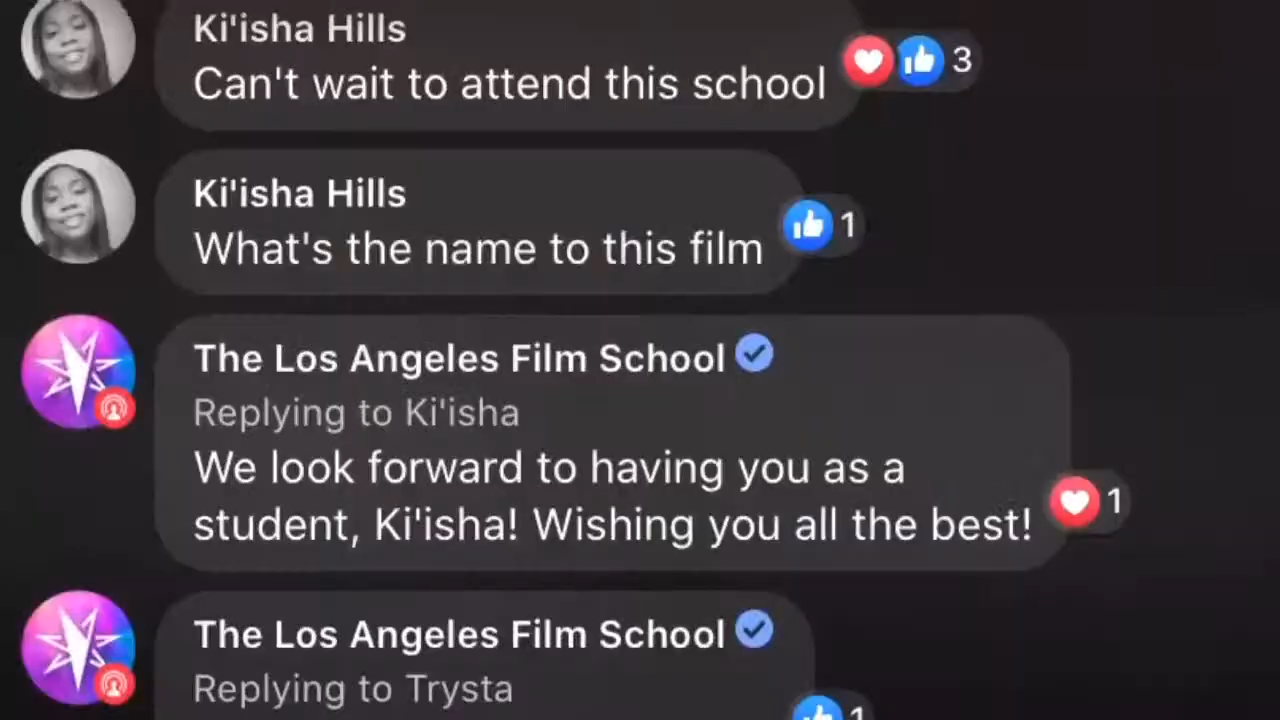 Ki'isha Hills
Can't wait to attend this school
3
Ki'isha Hills
What's the name to this film
1
The Los Angeles Film School
Replying to Ki'isha
We look forward to having you as a
student, Ki'isha! Wishing you all the best!
1
The Los Angeles Film School
Replying to Trysta
1